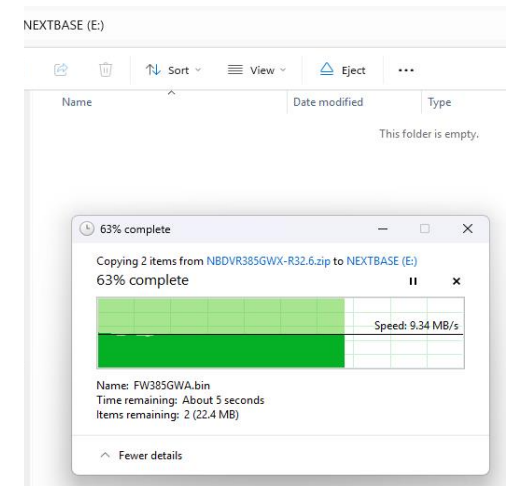 NEXTBASE (E:)
Sort View Eject
Name Date modified Type
This folder is empty.
63% complete
Copying 2 items from NBDVR385GWX-R32.6.zip to NEXTBASE (E:)
63% complete
Speed: 9.34 MB/s
Name: FW385GWA.bin
Time remaining: About 5 seconds
Items remaining: 2 (22.4 MB)
Fewer details